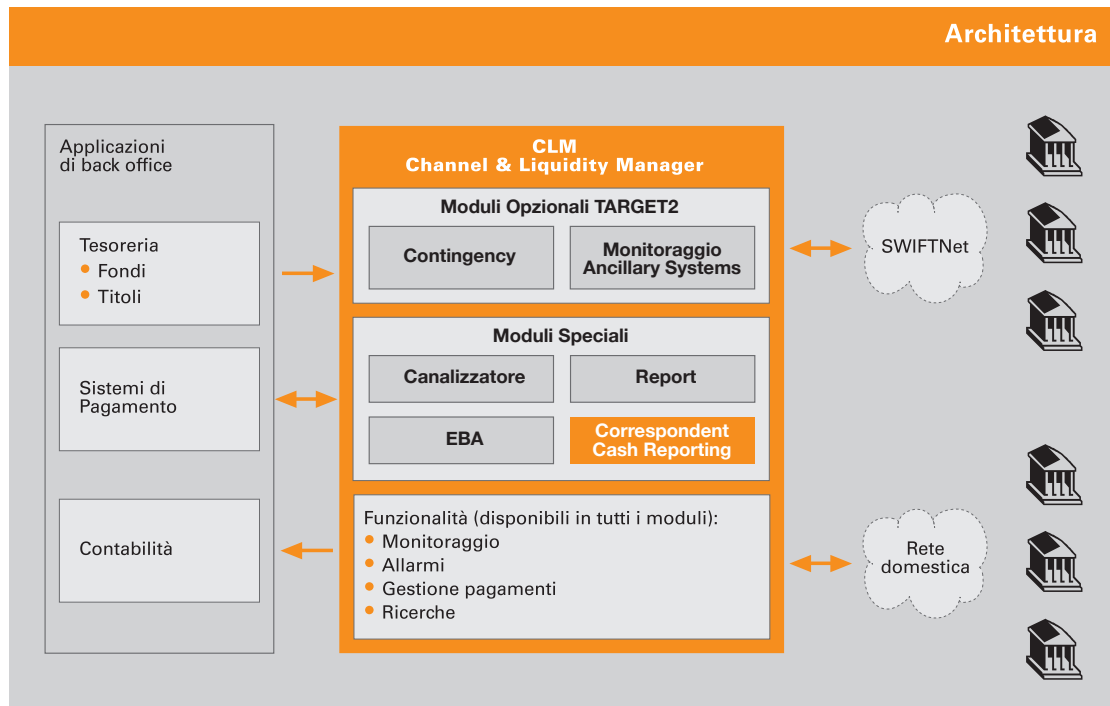 Architettura
Applicazioni
di back office
Tesoreria
• Fondi
• Titoli
Sistemi di
Pagamento
Contabilità
CLM
Channel & Liquidity Manager
Moduli Opzionali TARGET2
Contingency
Monitoraggio
Ancillary Systems
Moduli Speciali
Canalizzatore
Report
EBA
Correspondent
Cash Reporting
Funzionalità (disponibili in tutti i moduli):
• Monitoraggio
• Allarmi
• Gestione pagamenti
• Ricerche
SWIFTNet
Rete
domestica